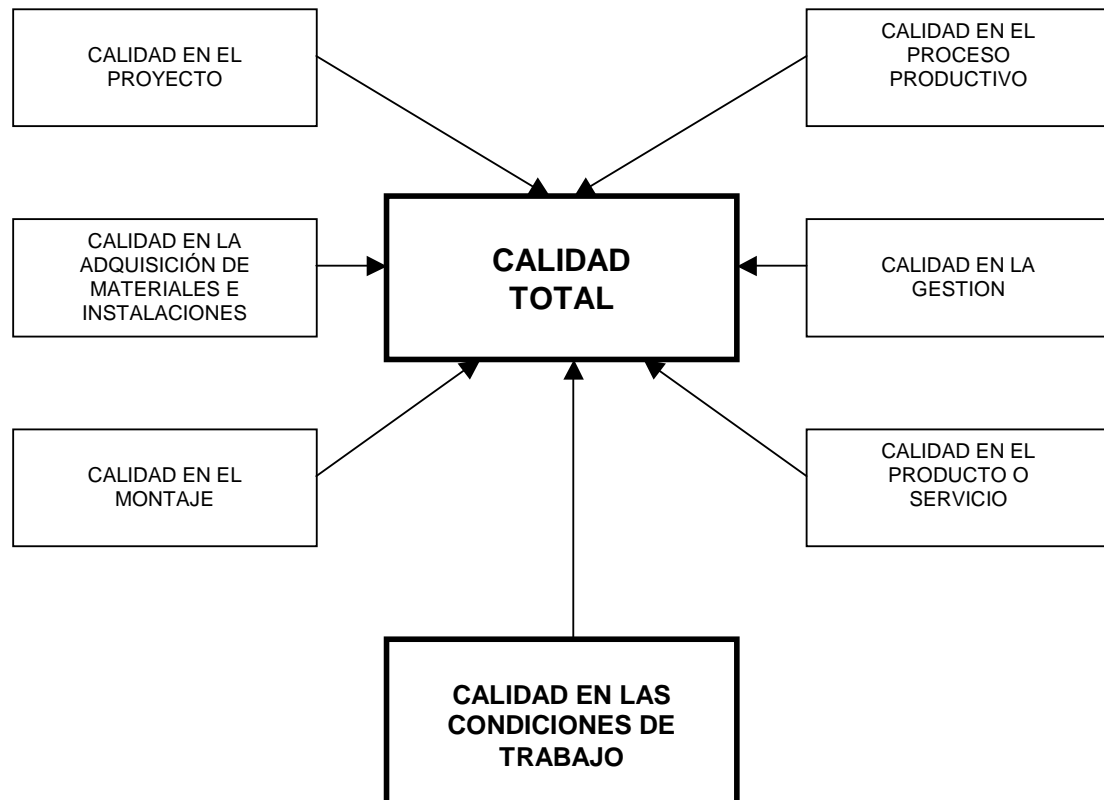 CALIDAD EN EL
PROYECTO
CALIDAD EN EL
PROCESO
PRODUCTIVO
CALIDAD EN LA
ADQUISICIÓN DE
MATERIALES E
INSTALACIONES
CALIDAD
TOTAL
CALIDAD EN LA
GESTION
CALIDAD EN EL
MONTAJE
CALIDAD EN EL
PRODUCTO O
SERVICIO
CALIDAD EN LAS
CONDICIONES DE
TRABAJO